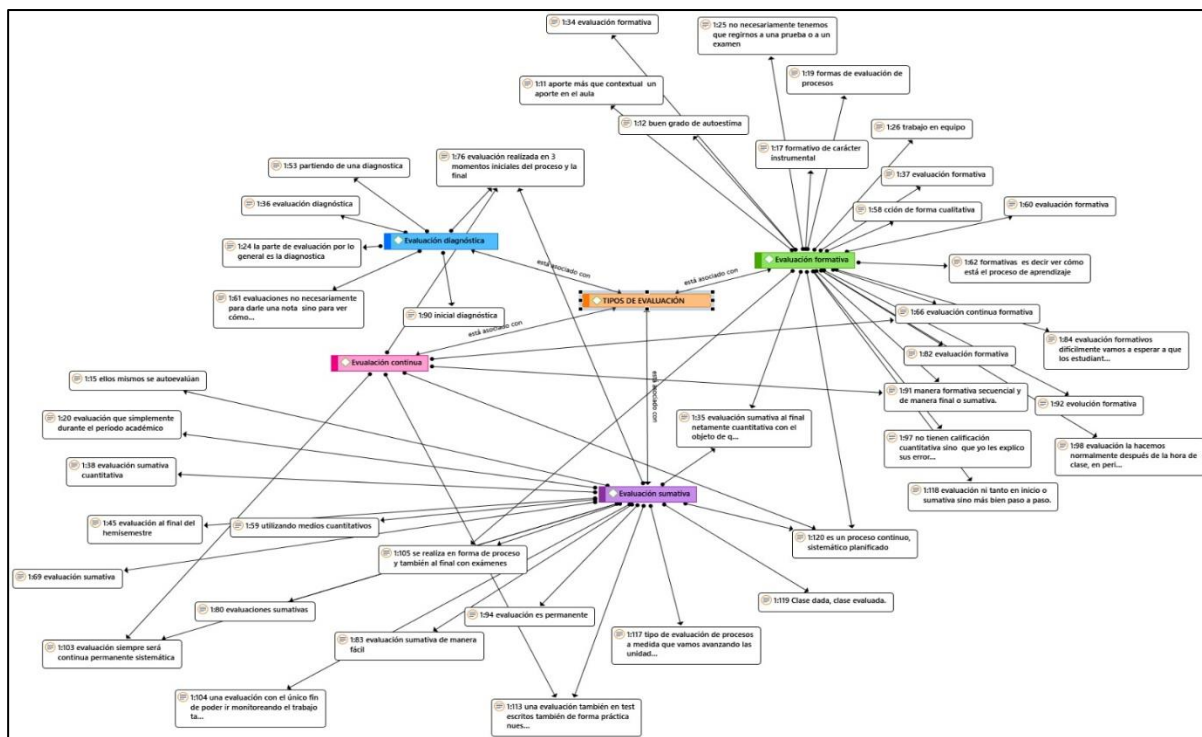 1:34 evaluación formativa
1:25 no necesariamente tenemos
que regirnos a una prueba o a un
examen
1:19 formas de evaluación de
procesos
1:11 aporte más que contextual un
aporte en el aula
1:12 buen grado de autoestima
1:26 trabajo en equipo
1:17 formativo de carácter
instrumental
1:53 partiendo de una diagnostica
1:76 evaluación realizada en 3
momentos iniciales del proceso y la
final
1:37 evaluación formativa
1:36 evaluación diagnóstica
1:58 cción de forma cualitativa
1:60 evaluación formativa
Evaluación diagnóstica
1:24 la parte de evaluación por lo
general es la diagnostica
Evaluación formativa
1:62 formativas es decir ver cómo
está el proceso de aprendizaje
está asociado con
está asociado con
1:61 evaluaciones no necesariamente
para darle una nota sino para ver
cómo...
1:90 inicial diagnóstica
TIPOS DE EVALUACIÓN
1:66 evaluación continua formativa
está asociado con
está asociado con
1:84 evaluación formativos
difícilmente vamos a esperar a que
los estudiant...
1:82 evaluación formativa
Evualación continua
1:15 ellos mismos se autoevalúan
1:91 manera formativa secuencial y
de manera final o sumativa.
1:92 evolución formativa
1:20 evaluación que simplemente
durante el periodo académico
1:35 evaluación sumativa al final
netamente cuantitativa con el
objeto de q...
1:97 no tienen calificación
cuantitativa sino que yo les explico
sus error...
1:98 evaluación la hacemos
normalmente después de la hora de
clase, en peri...
1:38 evaluación sumativa
cuantitativa
Evaluación sumativa
1:118 evaluación ni tanto en inicio o
sumativa sino más bien paso a paso.
1:45 evaluación al final del
hemisemestre
1:59 utilizando medios cuantitativos
1:120 es un proceso continuo,
sistemático planificado
1:105 se realiza en forma de proceso
y también al final con exámenes
1:69 evaluación sumativa
1:80 evaluaciones sumativas
1:94 evaluación es permanente
1:119 Clase dada, clase evaluada.
1:103 evaluación siempre será
continua permanente sistemática
1:83 evaluación sumativa de manera
fácil
1:117 tipo de evaluación de procesos
a medida que vamos avanzando las
unidad...
1:104 una evaluación con el único fin
de poder ir monitoreando el trabajo
ta...
1:113 una evaluación también en test
escritos también de forma práctica
nues...